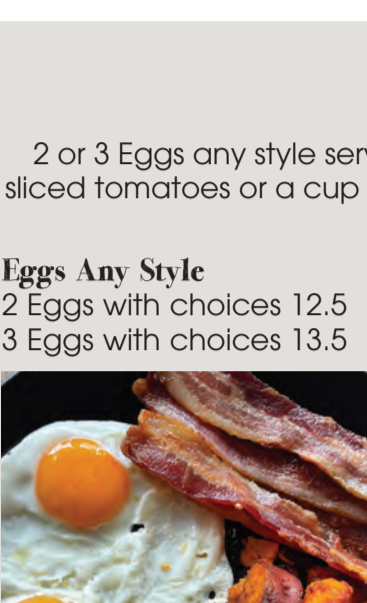 2 or 3 Eggs any style ser
sliced tomatoes or a cup
Eggs Any Style
2 Eggs with choices 12.5
3 Eggs with choices 13.5